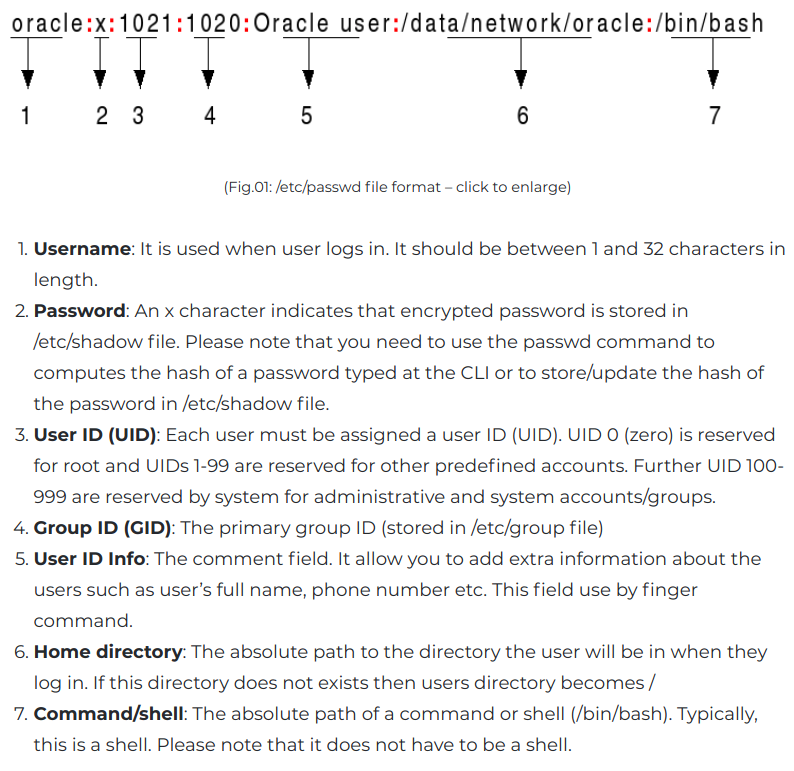 oracle:x:1021:1020:Oracle user:/data/network/oracle:/bin/bash
1 2 3 4 5 6 7
(Fig.01: /etc/passwd file format – click to enlarge)
1. Username: It is used when user logs in. It should be between 1 and 32 characters in
length.
2. Password: An x character indicates that encrypted password is stored in
/etc/shadow file. Please note that you need to use the passwd command to
computes the hash of a password typed at the CLI or to store/update the hash of
the password in /etc/shadow file.
3. User ID (UID): Each user must be assigned a user ID (UID). UID 0 (zero) is reserved
for root and UIDs 1-99 are reserved for other predefined accounts. Further UID 100-
999 are reserved by system for administrative and system accounts/groups.
4. Group ID (GID): The primary group ID (stored in /etc/group file)
5. User ID Info: The comment field. It allow you to add extra information about the
users such as user’s full name, phone number etc. This field use by finger
command.
6. Home directory: The absolute path to the directory the user will be in when they
log in. If this directory does not exists then users directory becomes /
7. Command/shell: The absolute path of a command or shell (/bin/bash). Typically,
this is a shell. Please note that it does not have to be a shell.